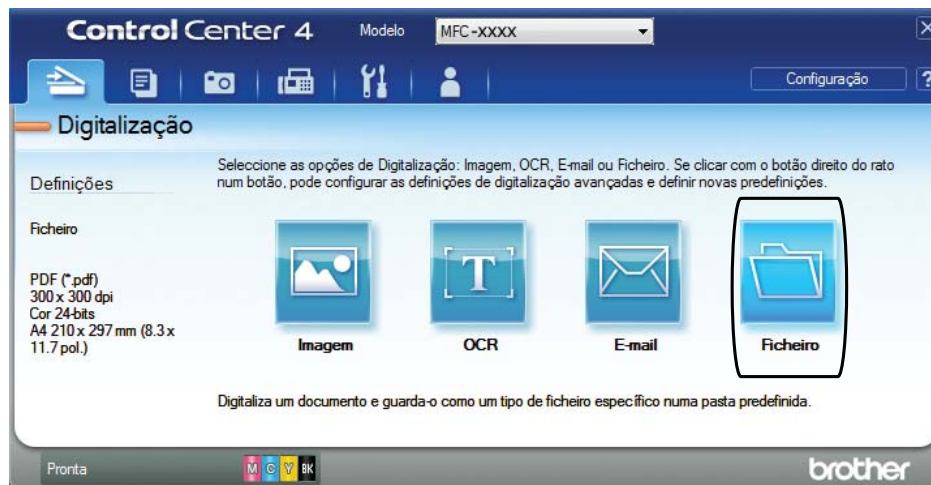 Control Center 4
Modelo
MFC-XXXX
Configuração
?
Digitalização
Definições
Ficheiro
PDF (*.pdf)
300 x 300 dpi
Cor 24-bits
A4 210 x 297 mm (8.3 x
11.7 pol.)
Seleccione as opções de Digitalização: Imagem, OCR, E-mail ou Ficheiro. Se clicar com o botão direito do rato
num botão, pode configurar as definições de digitalização avançadas e definir novas predefinições.
T
Imagem
OCR
E-mail
Ficheiro
Digitaliza um documento e guarda-o como um tipo de ficheiro específico numa pasta predefinida.
Pronta
M C Y BK
brother